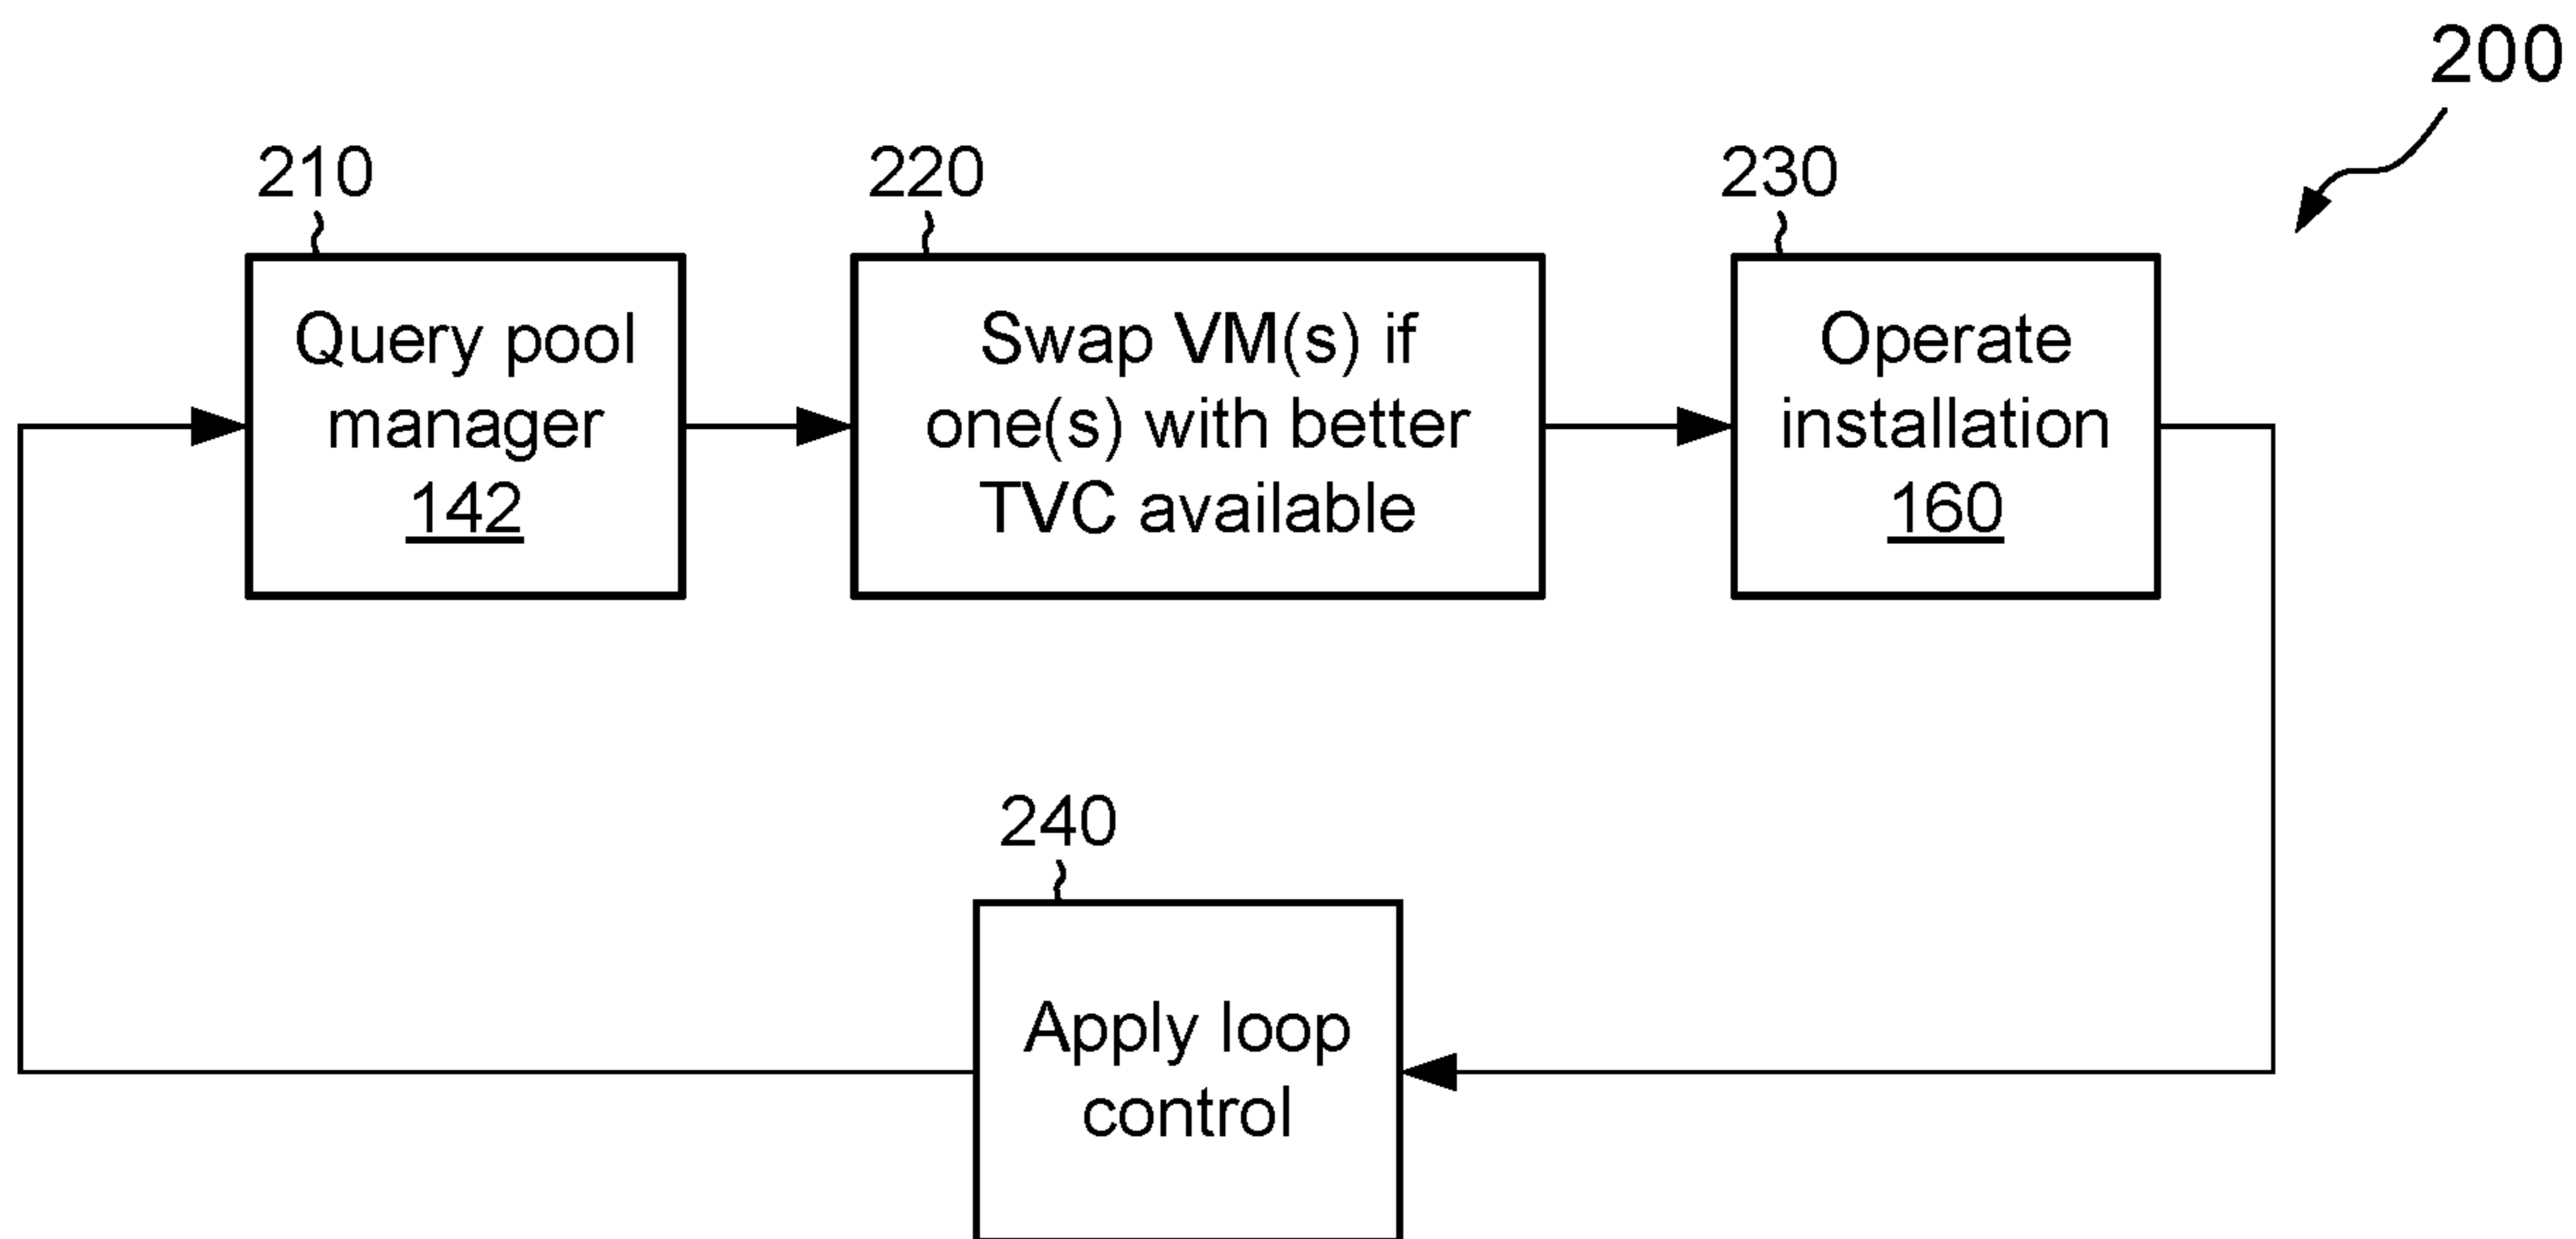 200
210
220
230
Query pool
manager
142
Swap VM(s) if
one(s) with better
TVC available
Operate
installation
160
240
Apply loop
control